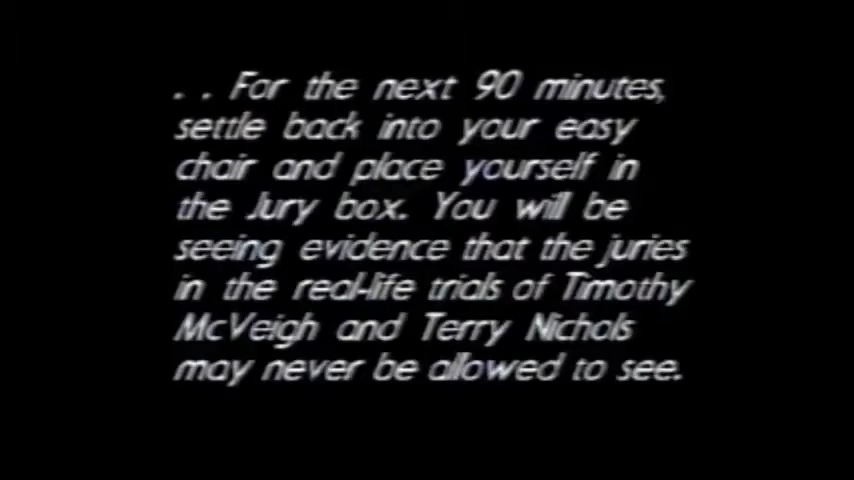 . . For the next 90 minutes,
settle back into your easy
chair and place yourself in
the Jury box. You will be
seeing evidence that the juries
in the real-life trials of Timothy
McVeigh and Terry Nichols
may never be allowed to see.